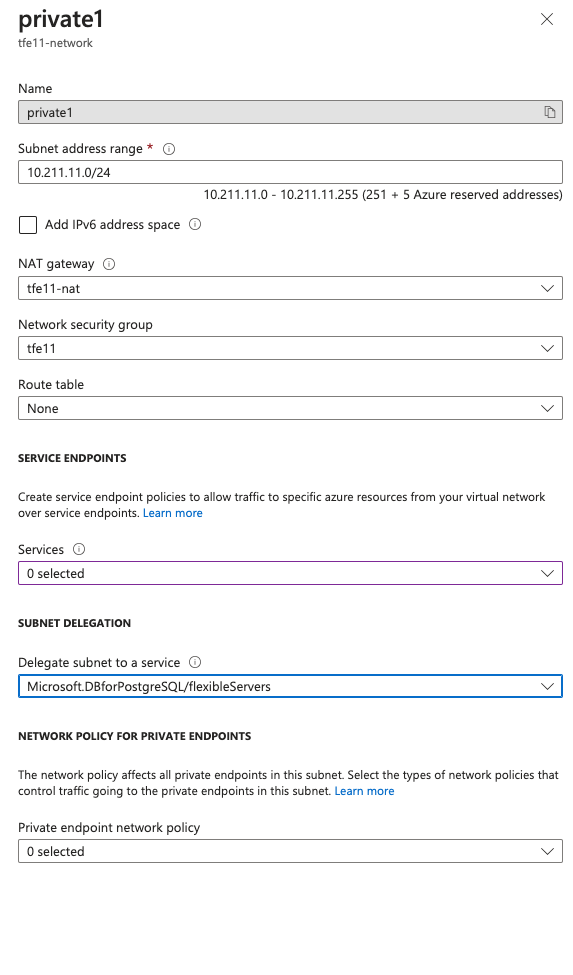 private1
tfe11-network
Name
private1
Subnet address range *
10.211.11.0/24
10.211.11.0 - 10.211.11.255 (251 + 5 Azure reserved addresses)
Add IPv6 address space
NAT gateway
tfe11-nat
Network security group
tfe11
Route table
None
SERVICE ENDPOINTS
Create service endpoint policies to allow traffic to specific azure resources from your virtual network
over service endpoints. Learn more
Services
0 selected
SUBNET DELEGATION
Delegate subnet to a service
Microsoft.DBforPostgreSQL/flexibleServers
NETWORK POLICY FOR PRIVATE ENDPOINTS
The network policy affects all private endpoints in this subnet. Select the types of network policies that
control traffic going to the private endpoints in this subnet. Learn more
Private endpoint network policy
0 selected